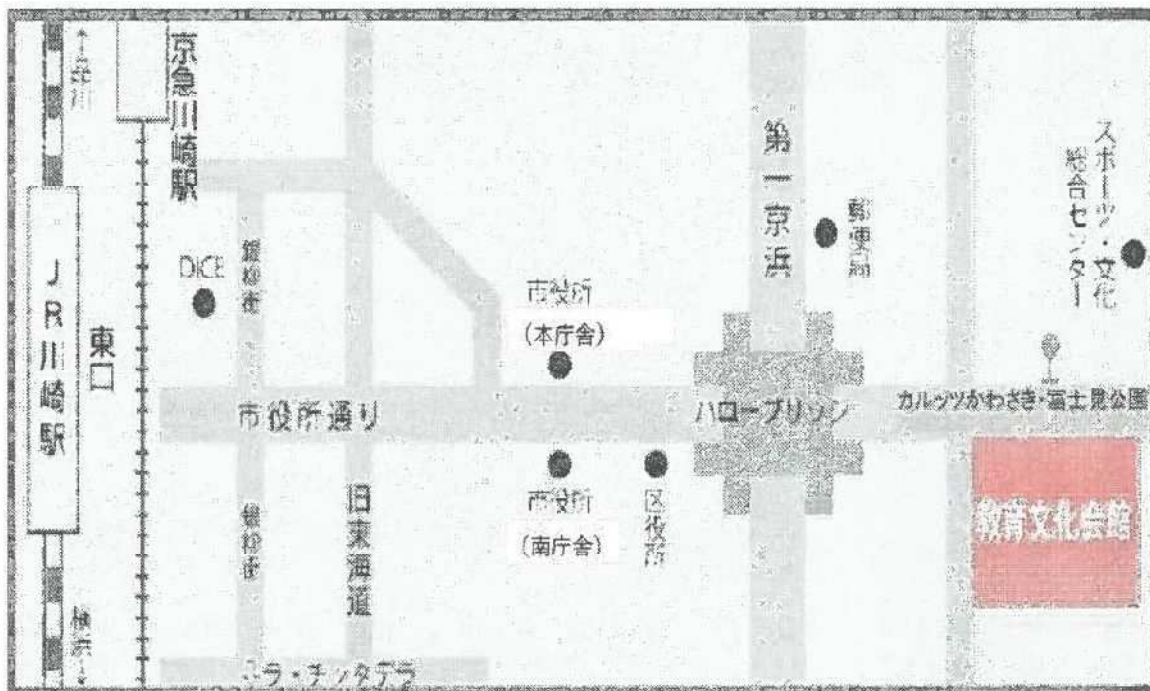 京急川崎駅
JR川崎駅
東口
DICE
銀柳街
市役所
(本庁舎)
第一京浜
郵便局
スポーツ・文化
総合センター
市役所通り
ハローブリッジ
カルッツかわさき・富士見公園
銀柳街
旧東海道
市役所
(南庁舎)
区役所
教育文化会館